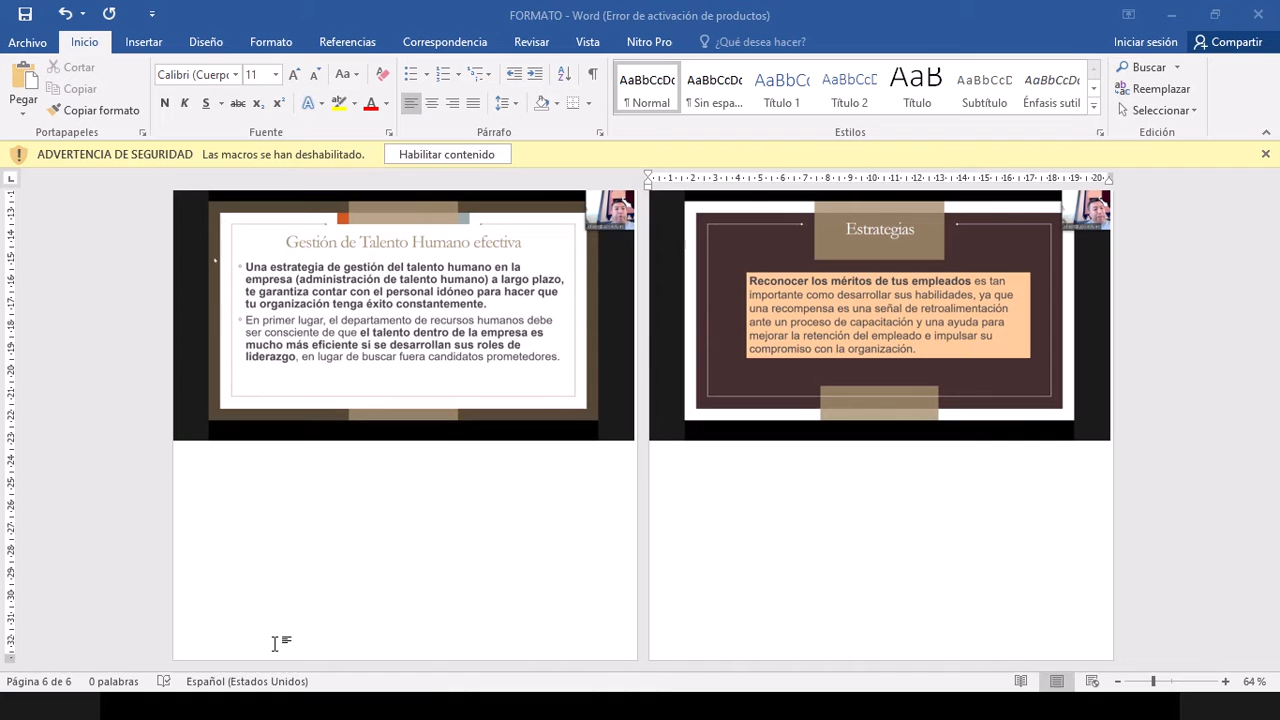 FORMATO - Word (Error de activación de productos)
Archivo Inicio Insertar Diseño Formato Referencias Correspondencia Revisar Vista Nitro Pro ¿Qué desea hacer? Iniciar sesión Compartir
Pegar
Cortar
Copiar
Copiar formato
Portapapeles
Calibri (Cuerpo 11
Fuente
Párrafo
AaBbCcDc AaBbCcDc AaBbCcD AaBbCcD AaB AaBbCcD AaBbCcDc
¶ Normal ¶ Sin espa... Título 1 Título 2 Título Subtítulo Énfasis sutil
Estilos
Buscar
Reemplazar
Seleccionar
Edición
ADVERTENCIA DE SEGURIDAD Las macros se han deshabilitado. Habilitar contenido
Gestión de Talento Humano efectiva
Una estrategia de gestión del talento humano en la
empresa (administración de talento humano) a largo plazo,
te garantiza contar con el personal idóneo para hacer que
tu organización tenga éxito constantemente.
En primer lugar, el departamento de recursos humanos debe
ser consciente de que el talento dentro de la empresa es
mucho más eficiente si se desarrollan sus roles de
liderazgo, en lugar de buscar fuera candidatos prometedores.
Estrategias
Reconocer los méritos de tus empleados es tan
importante como desarrollar sus habilidades, ya que
una recompensa es una señal de retroalimentación
ante un proceso de capacitación y una ayuda para
mejorar la retención del empleado e impulsar su
compromiso con la organización.
Página 6 de 6 0 palabras Español (Estados Unidos) 64 %